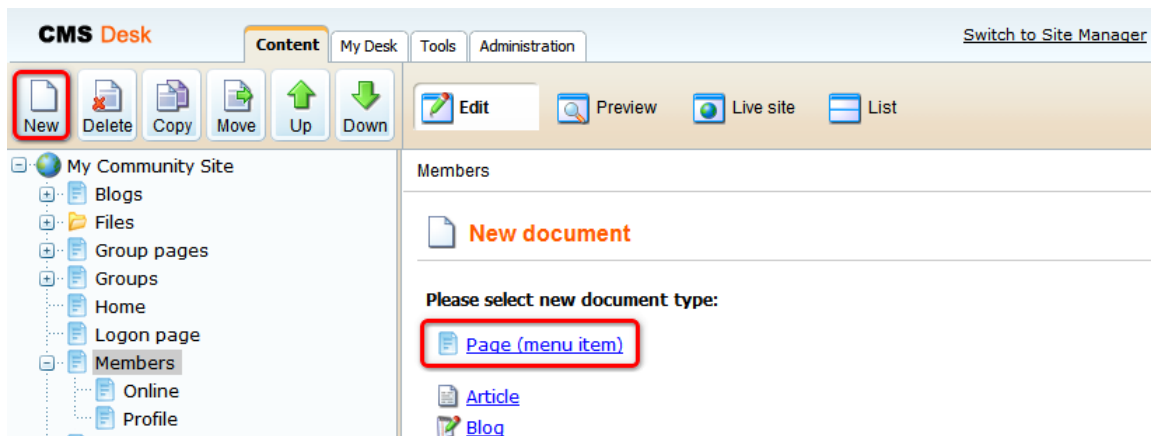 CMS Desk
Content
My Desk
Tools
Administration
Switch to Site Manager
New
Delete
Copy
Move
Up
Down
Edit
Preview
Live site
List
My Community Site
Blogs
Files
Group pages
Groups
Home
Logon page
Members
Online
Profile
Members
New document
Please select new document type:
Page (menu item)
Article
Blog